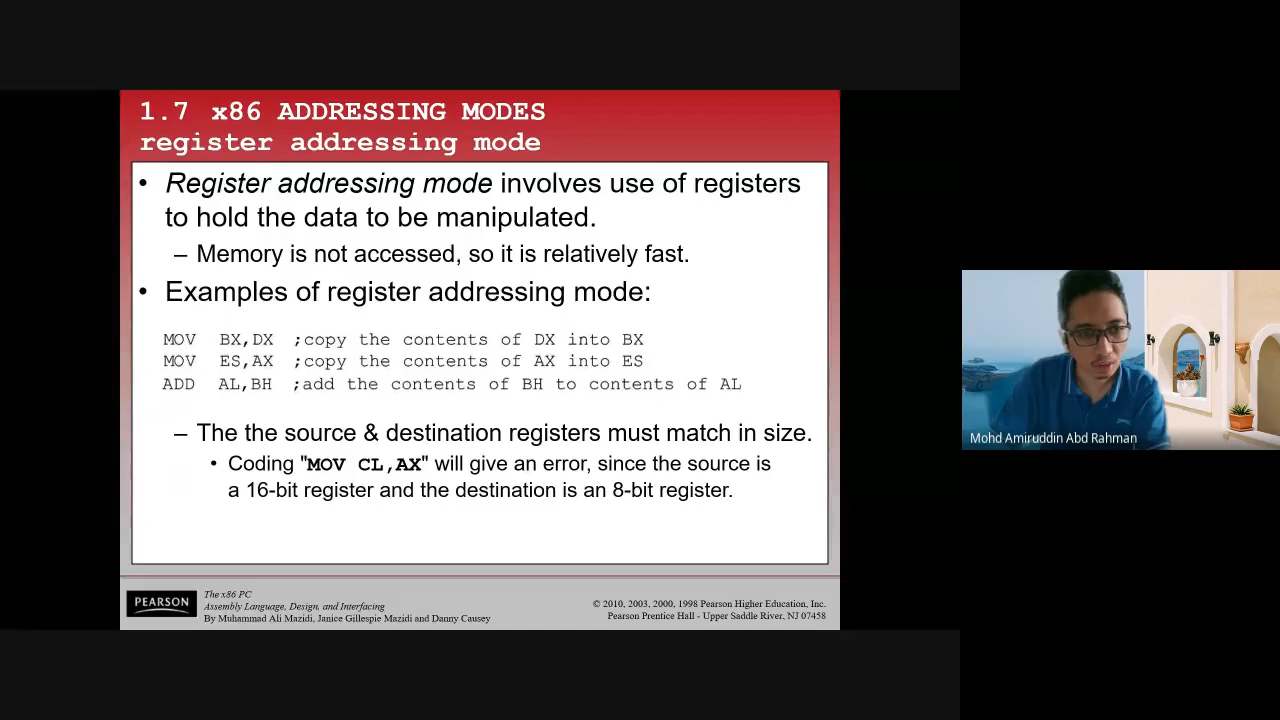 1.7 x86 ADDRESSING MODES
register addressing mode
• Register addressing mode involves use of registers
to hold the data to be manipulated.
– Memory is not accessed, so it is relatively fast.
• Examples of register addressing mode:
MOV BX,DX ;copy the contents of DX into BX
MOV ES,AX ;copy the contents of AX into ES
ADD AL,BH ;add the contents of BH to contents of AL
– The the source & destination registers must match in size.
• Coding "MOV CL,AX" will give an error, since the source is
a 16-bit register and the destination is an 8-bit register.
Mohd Amiruddin Abd Rahman
PEARSON
The x86 PC
Assembly Language, Design, and Interfacing
By Muhammad Ali Mazidi, Janice Gillespie Mazidi and Danny Causey
© 2010, 2003, 2000, 1998 Pearson Higher Education, Inc.
Pearson Prentice Hall - Upper Saddle River, NJ 07458